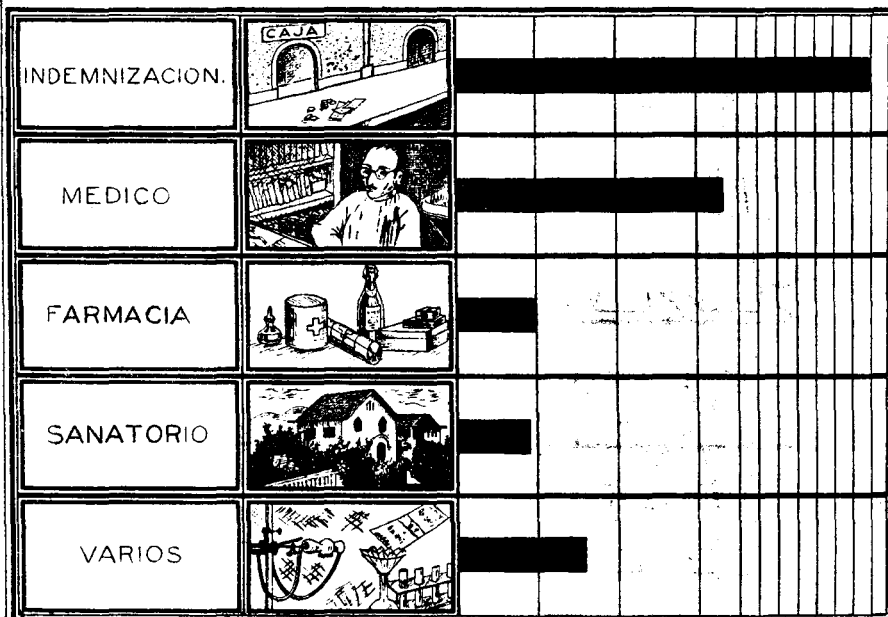 INDEMNIZACION.
CAJA
MEDICO
FARMACIA
SANATORIO
VARIOS